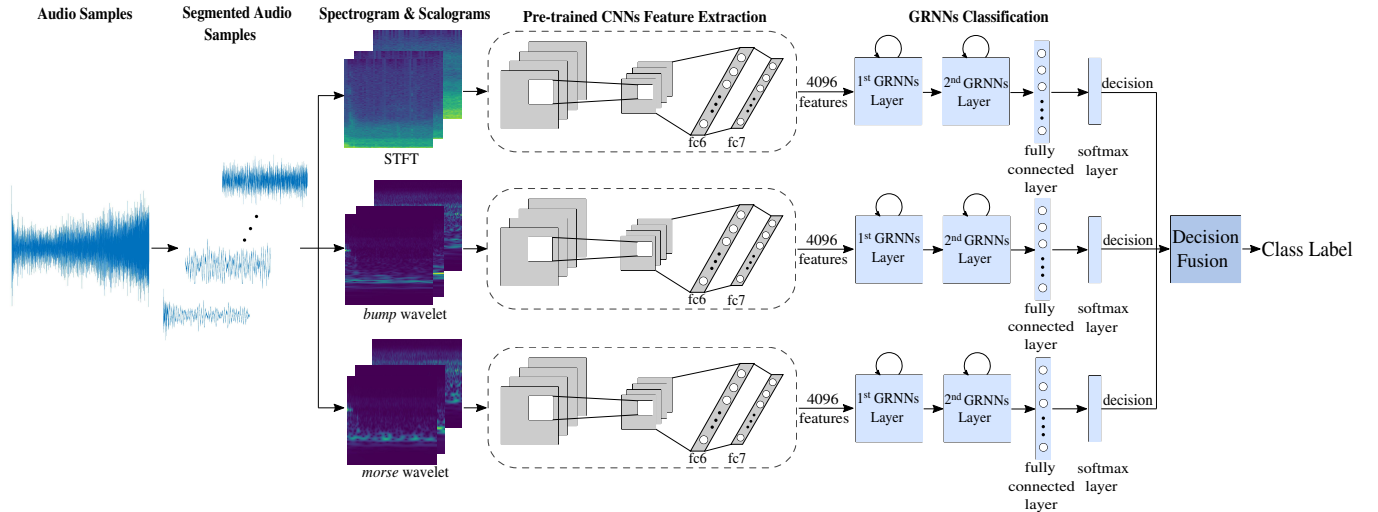 Audio Samples
Segmented Audio
Samples
Spectrogram & Scalograms
Pre-trained CNNs Feature Extraction
GRNNs Classification
STFT
fc6
fc7
4096
features
1st GRNNs
Layer
2nd GRNNs
Layer
fully
connected
layer
softmax
layer
decision
bump wavelet
fc6
fc7
4096
features
1st GRNNs
Layer
2nd GRNNs
Layer
fully
connected
layer
softmax
layer
decision
morse wavelet
fc6
fc7
4096
features
1st GRNNs
Layer
2nd GRNNs
Layer
fully
connected
layer
softmax
layer
decision
Decision
Fusion
Class Label